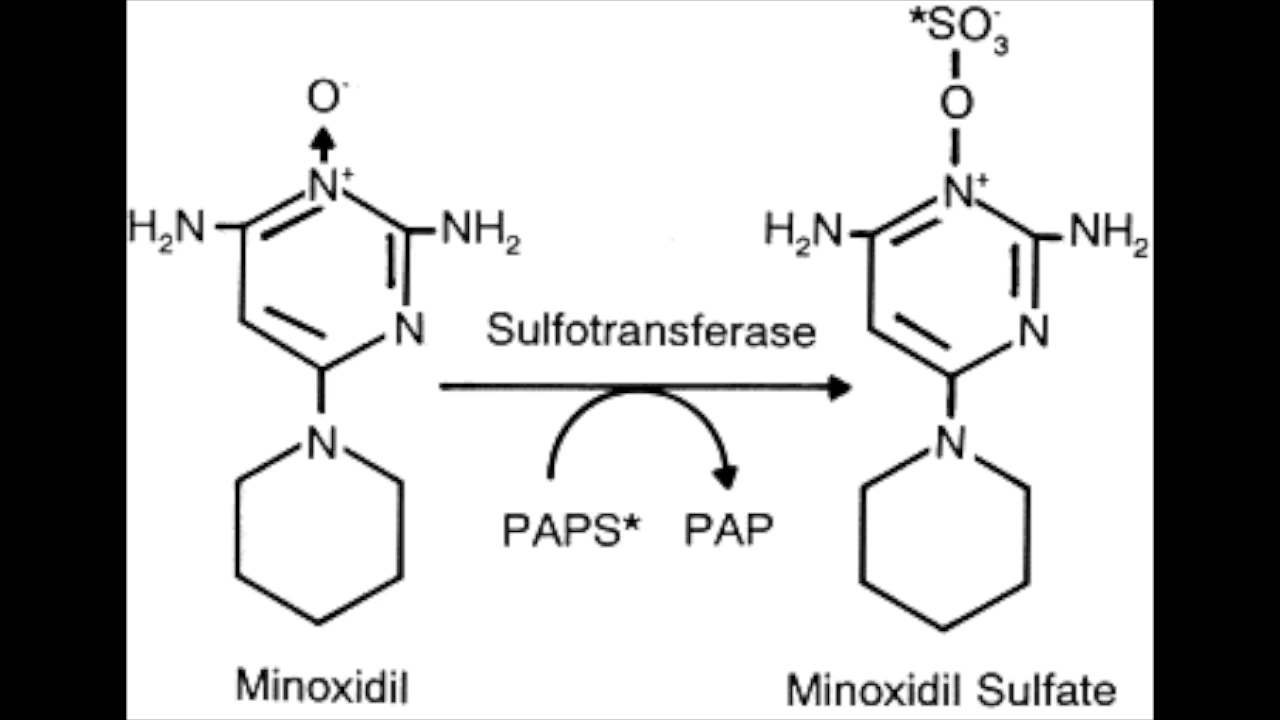 *SO₃⁻
O⁻
O
N⁺
N⁺
H₂N
NH₂
H₂N
NH₂
N
N
Sulfotransferase
N
N
PAPS* PAP
Minoxidil
Minoxidil Sulfate